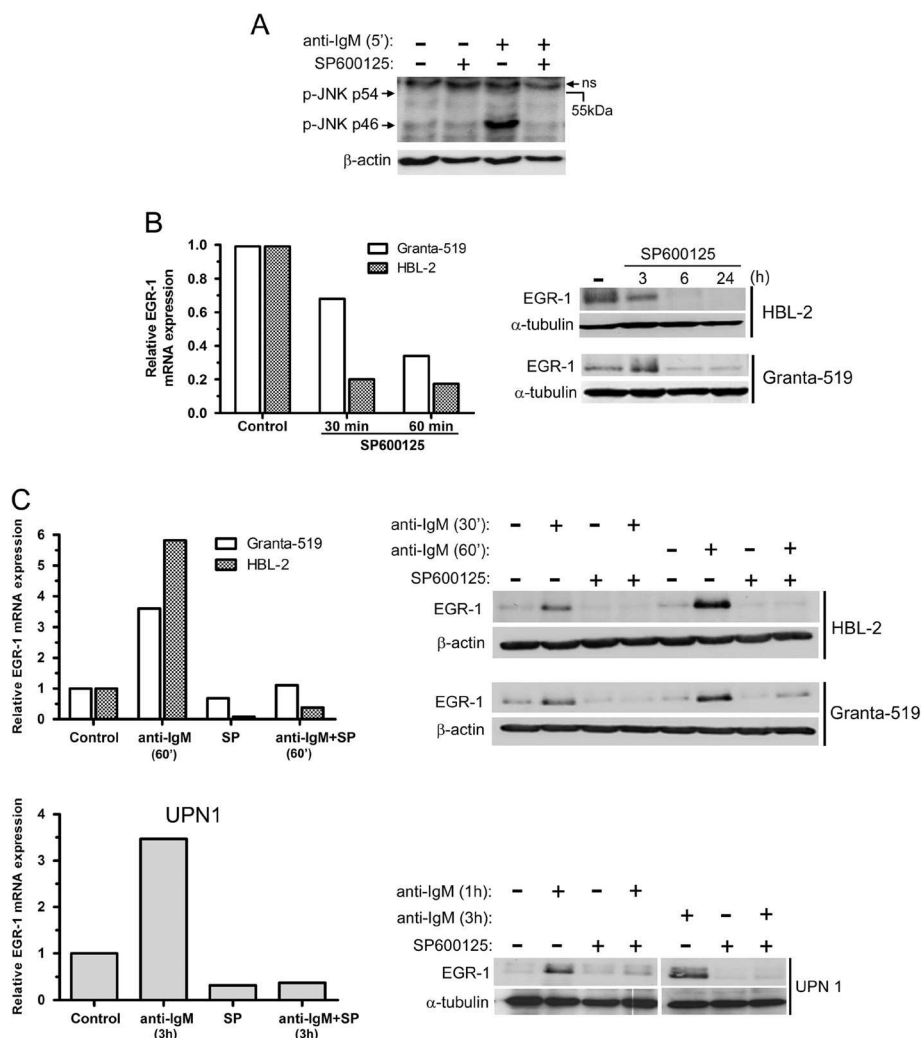 A
anti-IgM (5'): - - + +
SP600125: - + - +
ns
p-JNK p54
55kDa
p-JNK p46
β-actin
B
Relative EGR-1
mRNA expression
1.0
0.8
0.6
0.4
0.2
0.0
Granta-519
HBL-2
Control
30 min
60 min
SP600125
SP600125
- 3 6 24 (h)
EGR-1
α-tubulin
HBL-2
EGR-1
α-tubulin
Granta-519
C
Relative EGR-1 mRNA expression
6
5
4
3
2
1
0
Granta-519
HBL-2
Control
anti-IgM
(60')
SP
anti-IgM+SP
(60')
anti-IgM (30'): - + - +
anti-IgM (60'): - + - +
SP600125: - - + + - - + +
EGR-1
β-actin
HBL-2
EGR-1
β-actin
Granta-519
UPN1
Relative EGR-1 mRNA expression
4
3
2
1
0
Control
anti-IgM
(3h)
SP
anti-IgM+SP
(3h)
anti-IgM (1h): - + - +
anti-IgM (3h): + - +
SP600125: - - + + - + +
EGR-1
α-tubulin
UPN 1